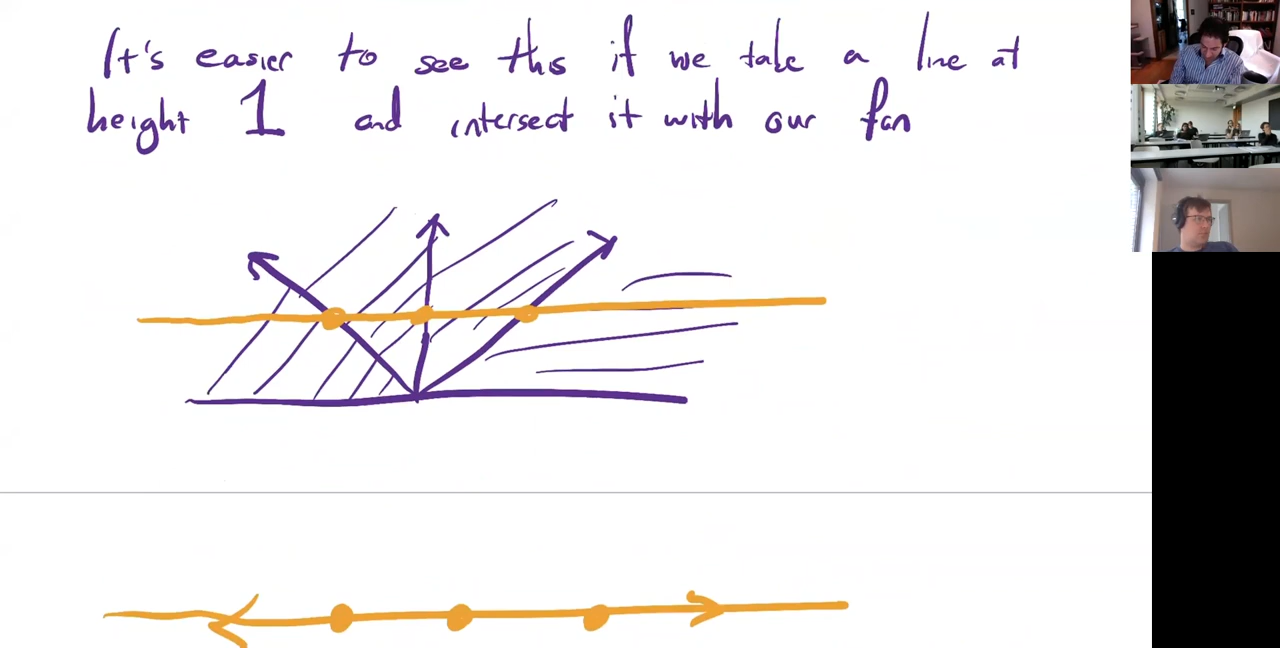 It's easier to see this if we take a line at
height 1 and intersect it with our fan